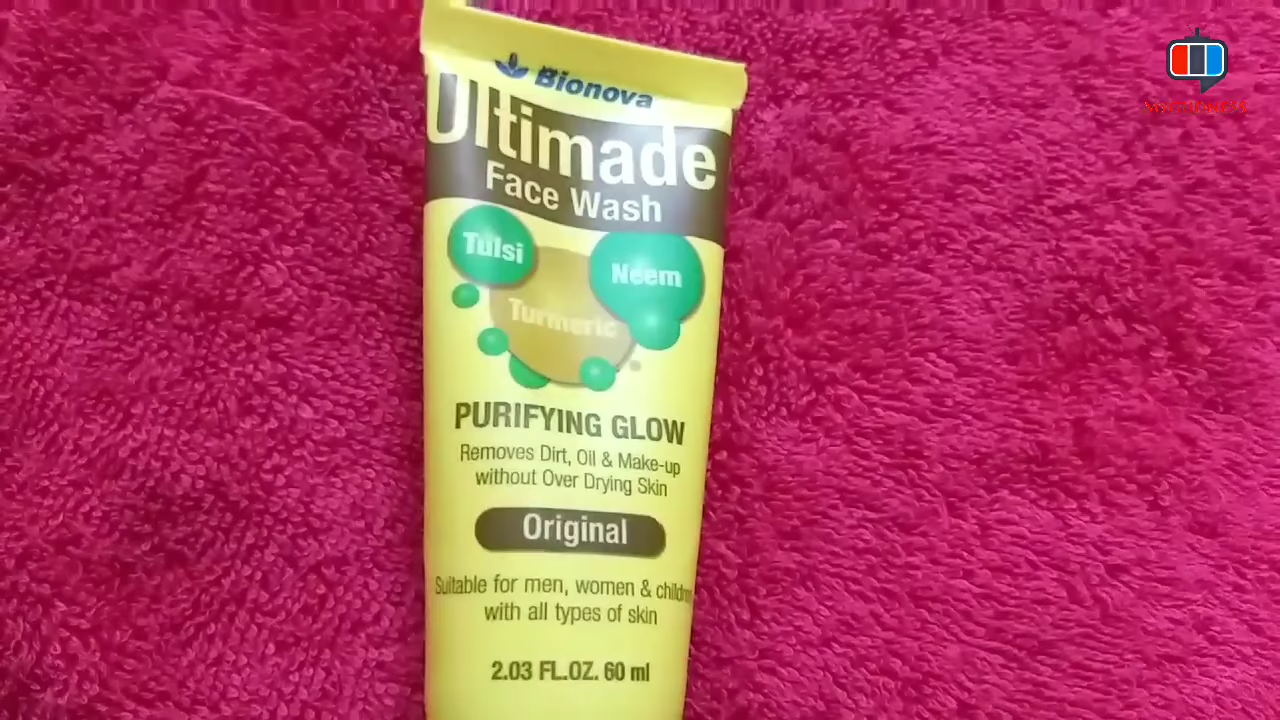 Bionova
Ultimade
Face Wash
Tulsi
Neem
Turmeric
PURIFYING GLOW
Removes Dirt, Oil & Make-up
without Over Drying Skin
Original
Suitable for men, women & children
with all types of skin
2.03 FL.OZ. 60 ml